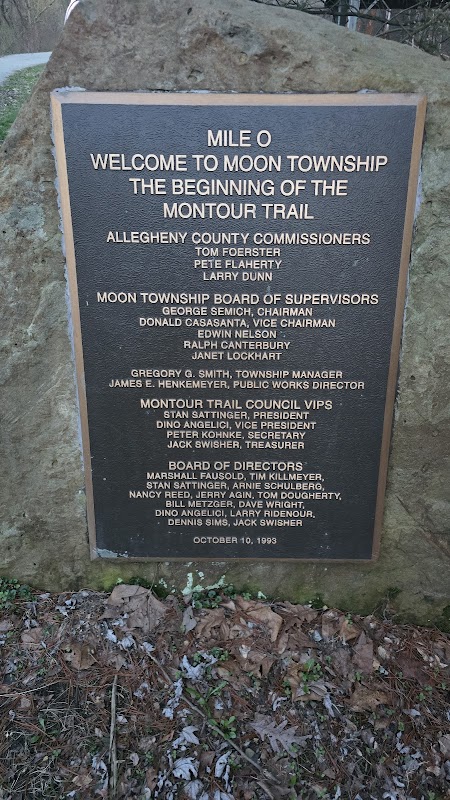 MILE O
WELCOME TO MOON TOWNSHIP
THE BEGINNING OF THE
MONTOUR TRAIL
ALLEGHENY COUNTY COMMISSIONERS
TOM FOERSTER
PETE FLAHERTY
LARRY DUNN
MOON TOWNSHIP BOARD OF SUPERVISORS
GEORGE SEMICH, CHAIRMAN
DONALD CASASANTA, VICE CHAIRMAN
EDWIN NELSON
RALPH CANTERBURY
JANET LOCKHART
GREGORY G. SMITH, TOWNSHIP MANAGER
JAMES E. HENKEMEYER, PUBLIC WORKS DIRECTOR
MONTOUR TRAIL COUNCIL VIPS
STAN SATTINGER, PRESIDENT
DINO ANGELICI, VICE PRESIDENT
PETER KOHNKE, SECRETARY
JACK SWISHER, TREASURER
BOARD OF DIRECTORS
MARSHALL FAUSOLD, TIM KILLMEYER,
STAN SATTINGER, ARNIE SCHULBERG,
NANCY REED, JERRY AGIN, TOM DOUGHERTY,
BILL METZGER, DAVE WRIGHT,
DINO ANGELICI, LARRY RIDENOUR,
DENNIS SIMS, JACK SWISHER
OCTOBER 10, 1993